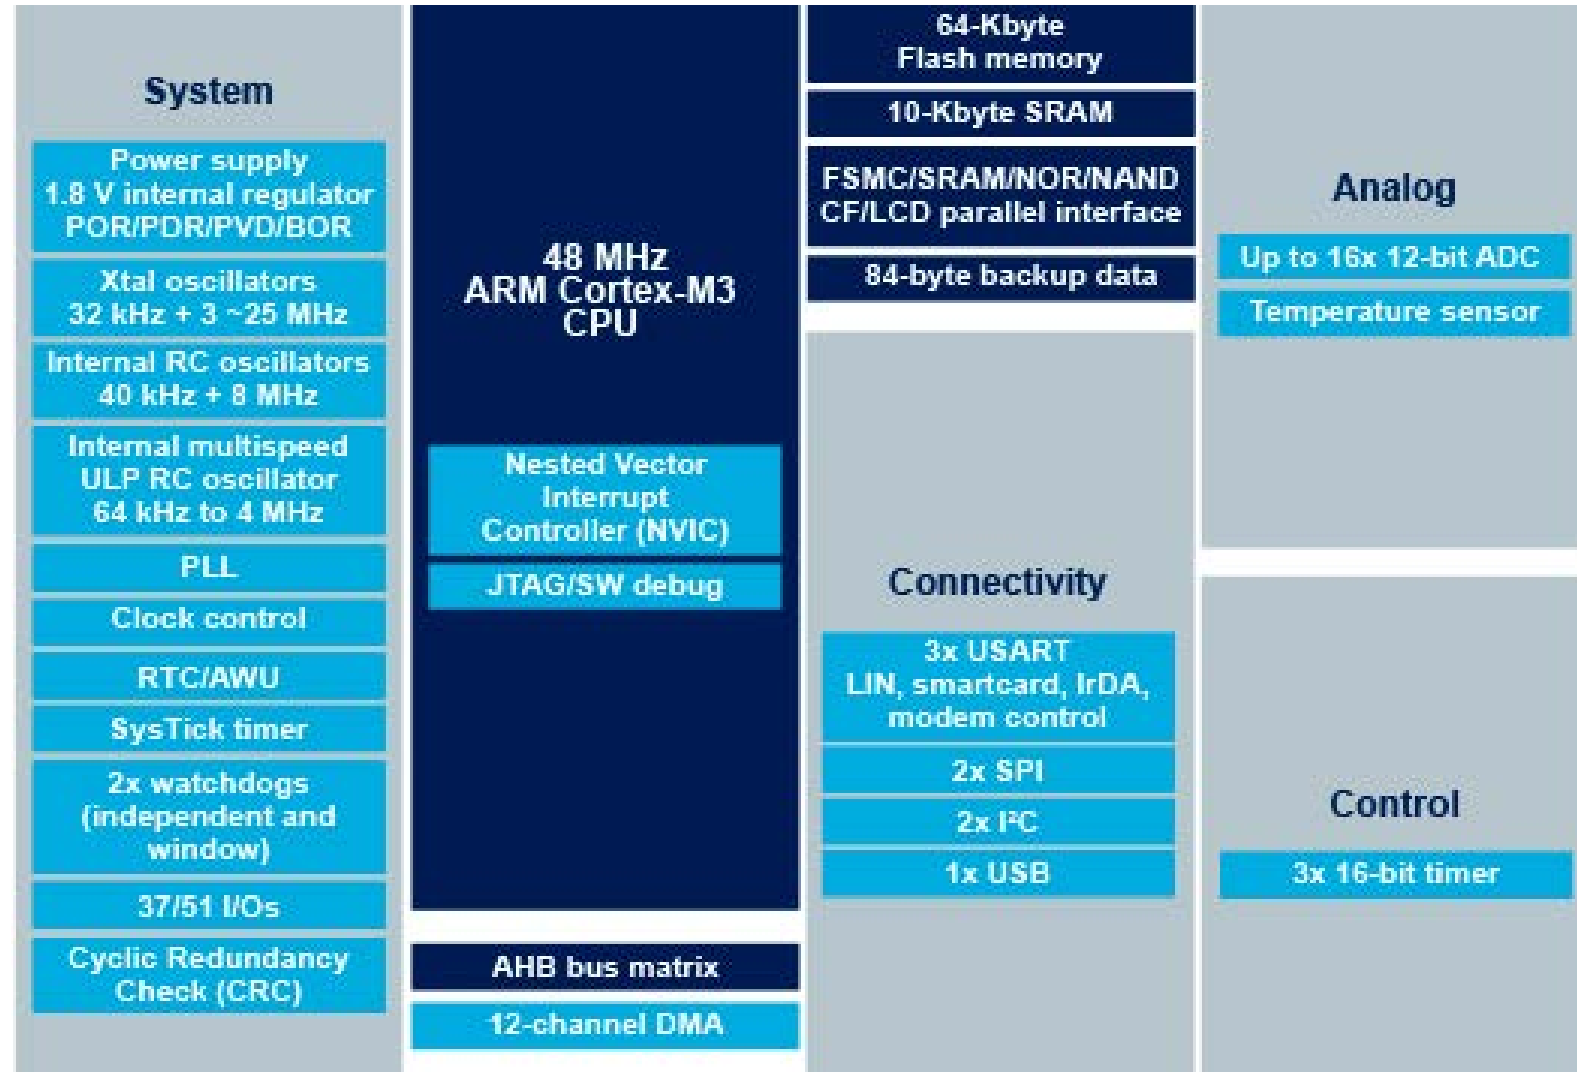 System
Power supply
1.8 V internal regulator
POR/PDR/PVD/BOR
Xtal oscillators
32 kHz + 3 ~25 MHz
Internal RC oscillators
40 kHz + 8 MHz
Internal multispeed
ULP RC oscillator
64 kHz to 4 MHz
PLL
Clock control
RTC/AWU
SysTick timer
2x watchdogs
(independent and
window)
37/51 I/Os
Cyclic Redundancy
Check (CRC)
48 MHz
ARM Cortex-M3
CPU
Nested Vector
Interrupt
Controller (NVIC)
JTAG/SW debug
AHB bus matrix
12-channel DMA
64-Kbyte
Flash memory
10-Kbyte SRAM
FSMC/SRAM/NOR/NAND
CF/LCD parallel interface
84-byte backup data
Connectivity
3x USART
LIN, smartcard, IrDA,
modem control
2x SPI
2x I²C
1x USB
Analog
Up to 16x 12-bit ADC
Temperature sensor
Control
3x 16-bit timer